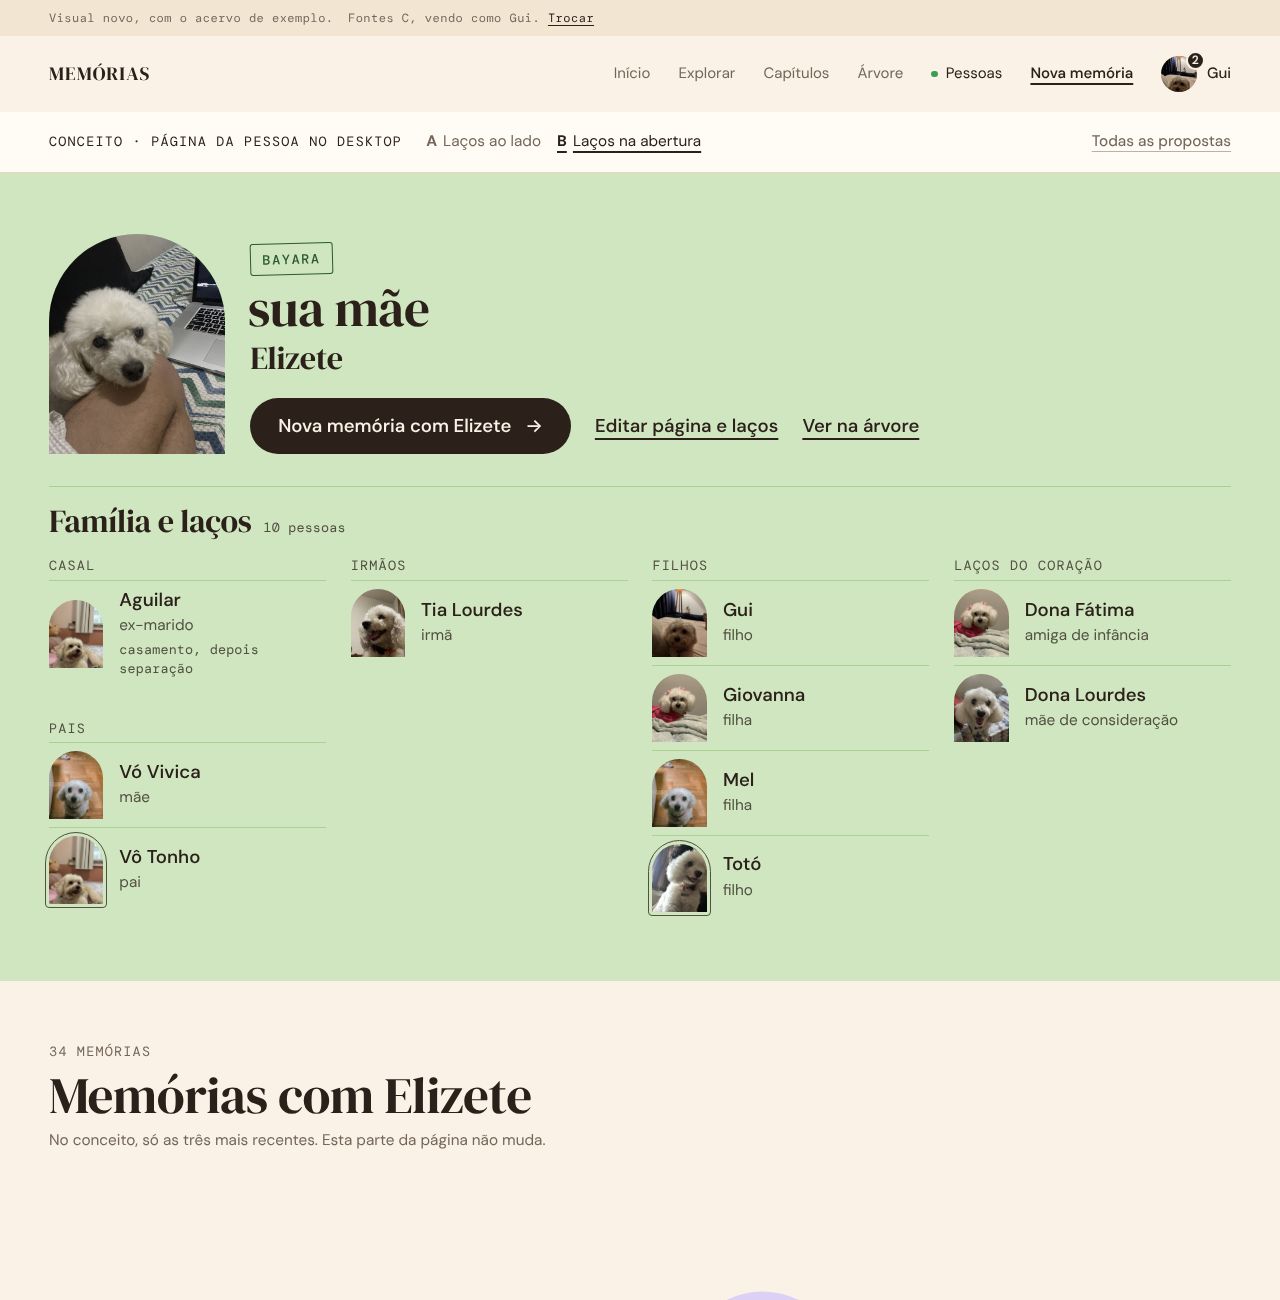 Visual novo, com o acervo de exemplo. Fontes C, vendo como Gui. Trocar
MEMÓRIAS
Início Explorar Capítulos Árvore Pessoas Nova memória 2 Gui
CONCEITO · PÁGINA DA PESSOA NO DESKTOP A Laços ao lado B Laços na abertura Todas as propostas
BAYARA
sua mãe
Elizete
Nova memória com Elizete → Editar página e laços Ver na árvore
Família e laços 10 pessoas
CASAL
Aguilar
ex-marido
casamento, depois
separação
PAIS
Vó Vivica
mãe
Vô Tonho
pai
IRMÃOS
Tia Lourdes
irmã
FILHOS
Gui
filho
Giovanna
filha
Mel
filha
Totó
filho
LAÇOS DO CORAÇÃO
Dona Fátima
amiga de infância
Dona Lourdes
mãe de consideração
34 MEMÓRIAS
Memórias com Elizete
No conceito, só as três mais recentes. Esta parte da página não muda.